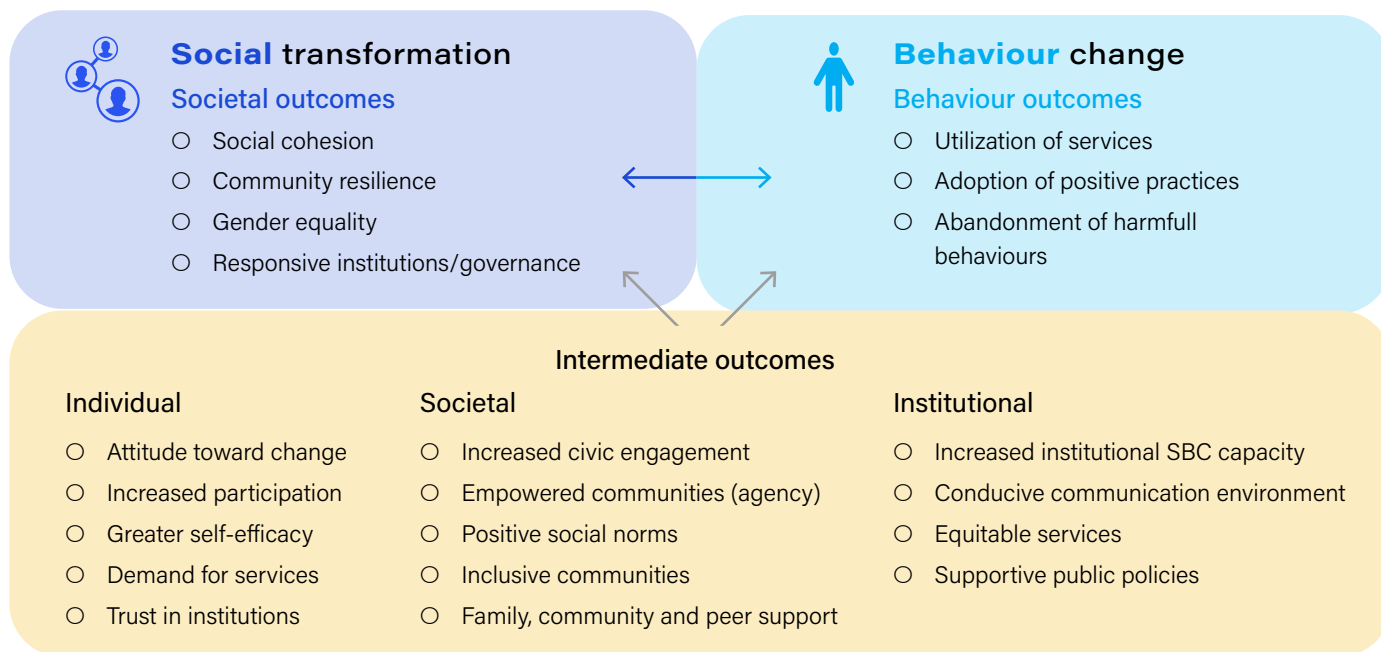 Social transformation
Societal outcomes
Social cohesion
Community resilience
Gender equality
Responsive institutions/governance
Behaviour change
Behaviour outcomes
Utilization of services
Adoption of positive practices
Abandonment of harmfull
behaviours
Intermediate outcomes
Individual
Attitude toward change
Increased participation
Greater self-efficacy
Demand for services
Trust in institutions
Societal
Increased civic engagement
Empowered communities (agency)
Positive social norms
Inclusive communities
Family, community and peer support
Institutional
Increased institutional SBC capacity
Conducive communication environment
Equitable services
Supportive public policies